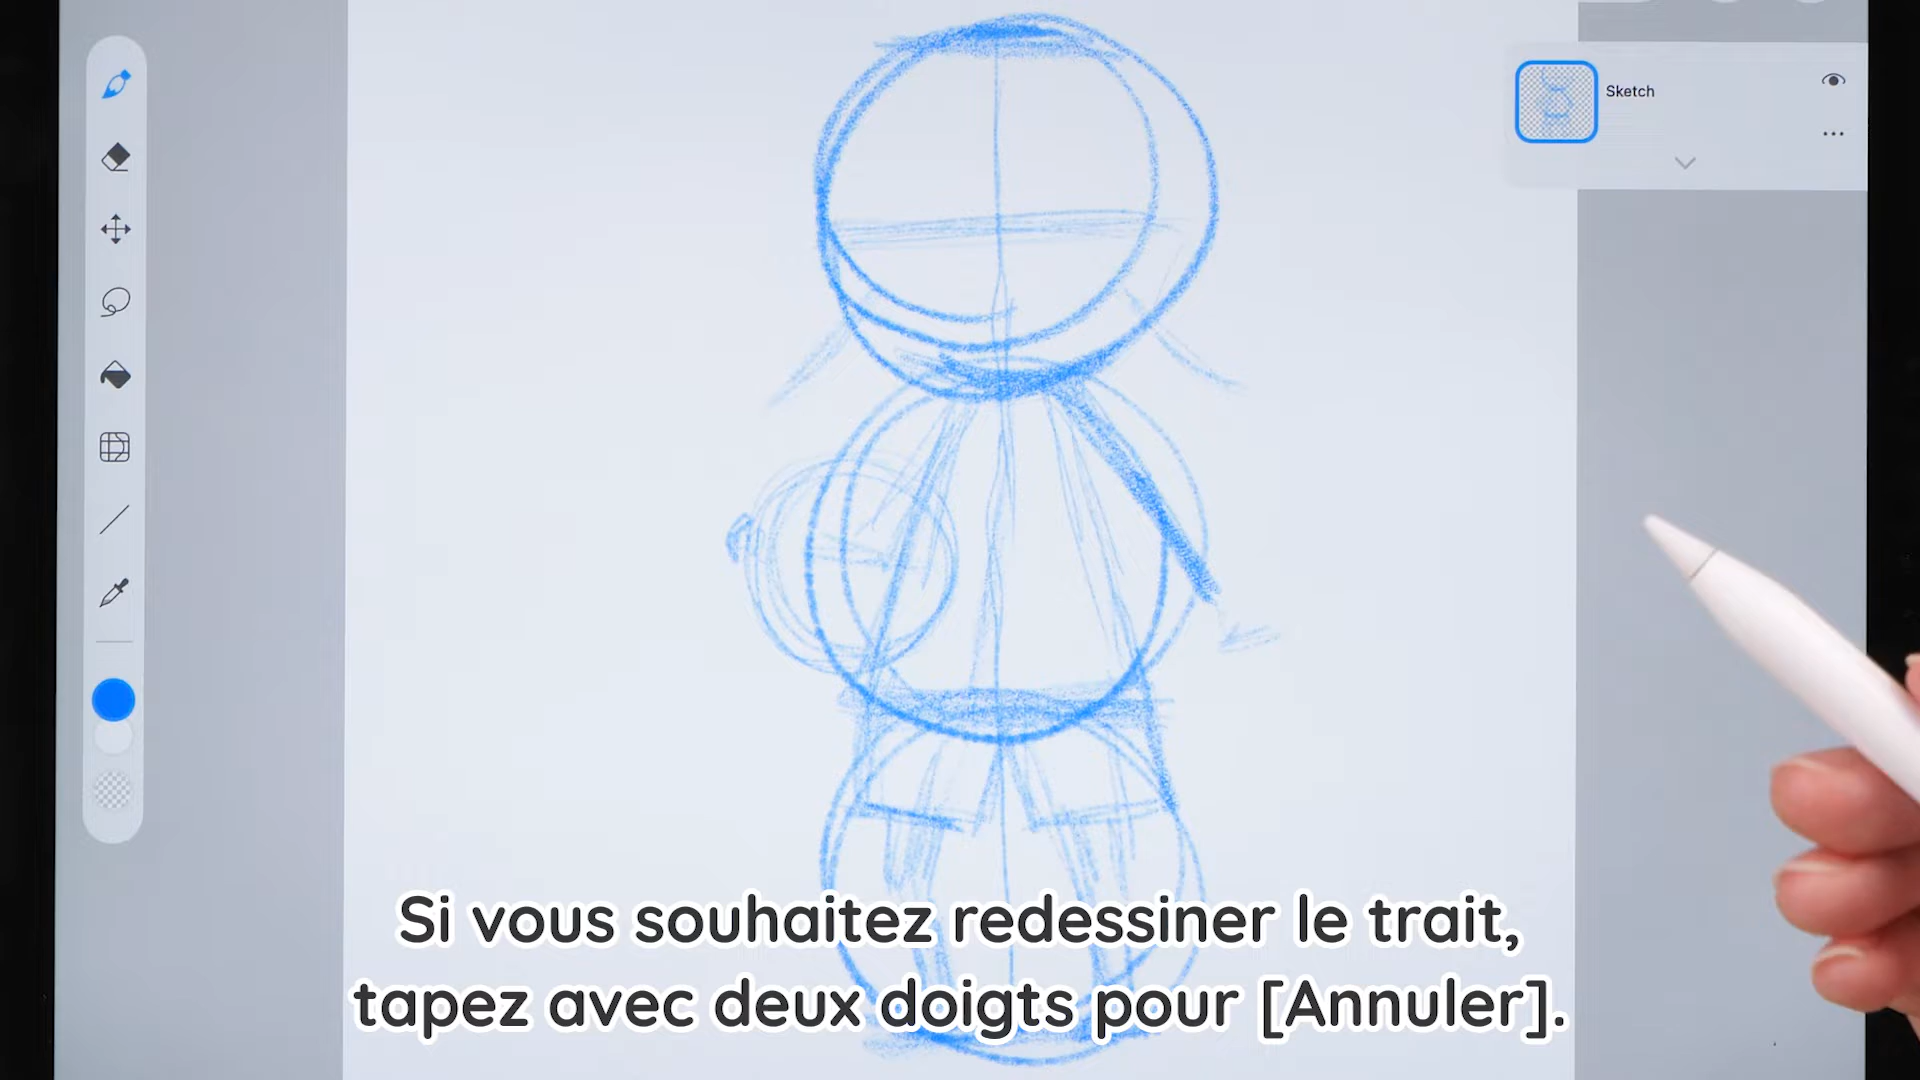 Sketch
Si vous souhaitez redessiner le trait,
tapez avec deux doigts pour [Annuler].